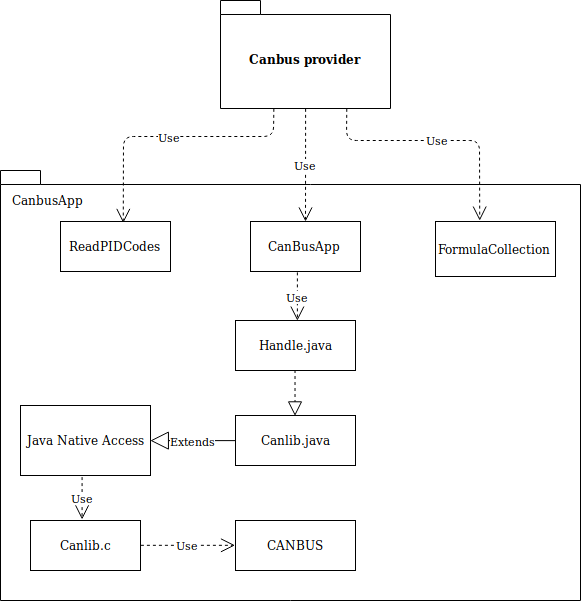 Canbus provider
Use
Use
Use
CanbusApp
ReadPIDCodes
CanBusApp
FormulaCollection
Use
Handle.java
Java Native Access
Extends
Canlib.java
Use
Canlib.c
Use
CANBUS